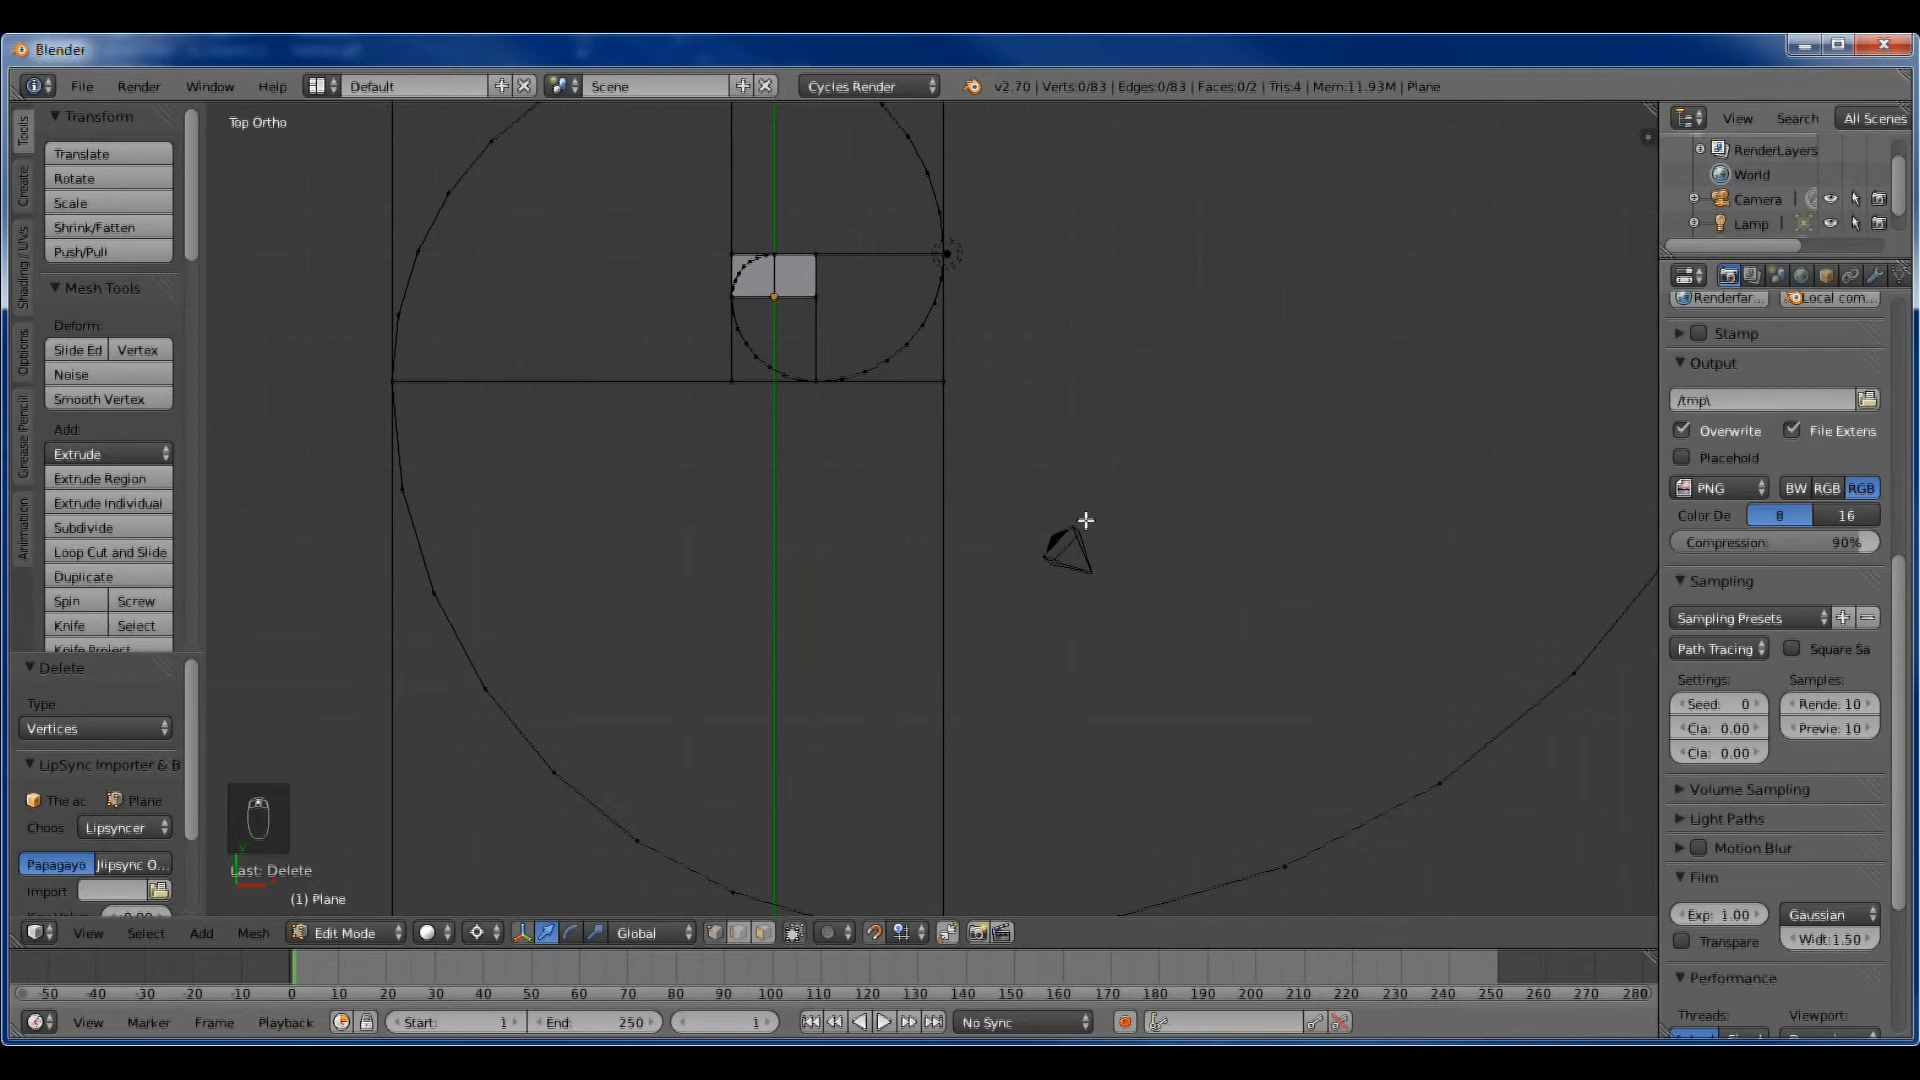 Blender
File Render Window Help Default Scene Cycles Render v2.70 | Verts:0/83 | Edges:0/83 | Faces:0/2 | Tris:4 | Mem:11.93M | Plane
Tools
Create
Shading / UVs
Options
Grease Pencil
Animation
Transform
Translate
Rotate
Scale
Shrink/Fatten
Push/Pull
Mesh Tools
Deform:
Slide Ed Vertex
Noise
Smooth Vertex
Add:
Extrude
Extrude Region
Extrude Individual
Subdivide
Loop Cut and Slide
Duplicate
Spin Screw
Knife Select
Knife Project
Delete
Type
Vertices
LipSync Importer & B
The ac Plane
Choos Lipsyncer
Papagayo Jlipsync O...
Import
Top Ortho
y
Last: Delete
(1) Plane
View Select Add Mesh Edit Mode Global
-50 -40 -30 -20 -10 0 10 20 30 40 50 60 70 80 90 100 110 120 130 140 150 160 170 180 190 200 210 220 230 240 250 260 270 280
View Marker Frame Playback Start: 1 End: 250 1 No Sync
View Search All Scenes
RenderLayers
World
Camera
Lamp
Renderfar... Local com...
Stamp
Output
/tmp\
Overwrite File Extens
Placehold
PNG BW RGB RGB
Color De 8 16
Compression: 90%
Sampling
Sampling Presets
Path Tracing Square Sa
Settings: Samples:
Seed: 0 Rende: 10
Cla: 0.00 Previe: 10
Cla: 0.00
Volume Sampling
Light Paths
Motion Blur
Film
Exp: 1.00 Gaussian
Transpare Widt: 1.50
Performance
Threads: Viewport: